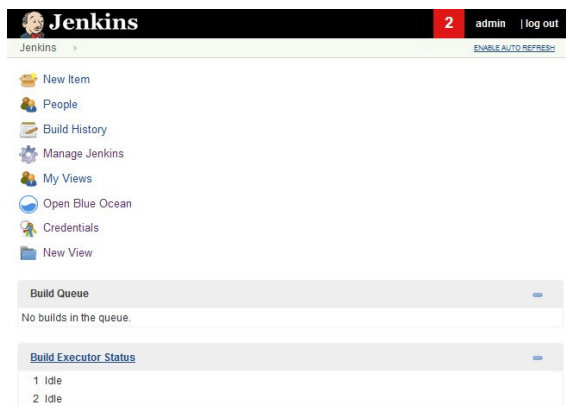 Jenkins 2 admin | log out
Jenkins ENABLE AUTO REFRESH
New Item
People
Build History
Manage Jenkins
My Views
Open Blue Ocean
Credentials
New View
Build Queue
No builds in the queue.
Build Executor Status
1 Idle
2 Idle